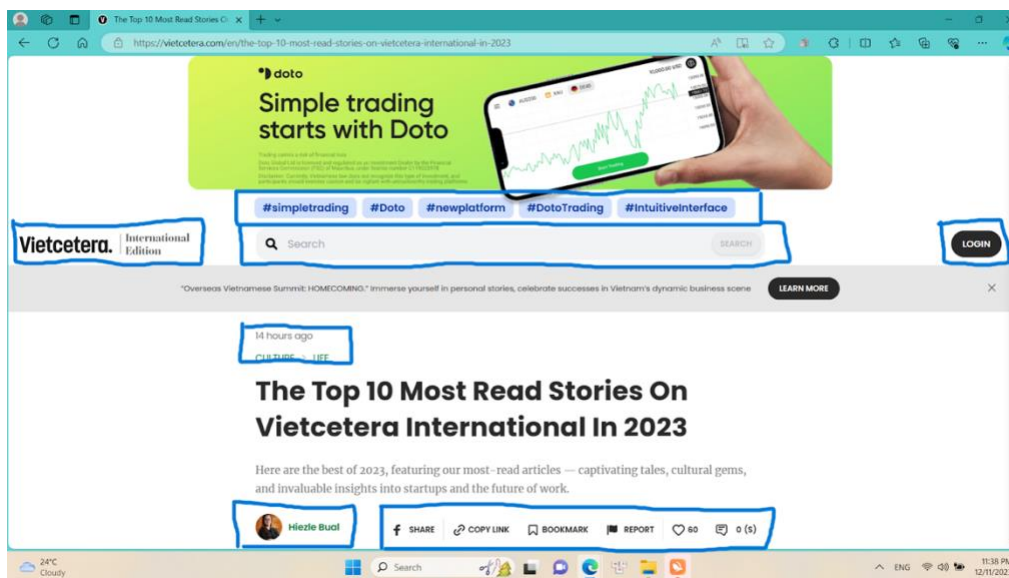 The Top 10 Most Read Stories O
https://vietcetera.com/en/the-top-10-most-read-stories-on-vietcetera-international-in-2023
doto
Simple trading
starts with Doto
Start Trading
#simpletrading #Doto #newplatform #DotoTrading #IntuitiveInterface
Vietcetera. International
Edition
Search SEARCH
LOGIN
"Overseas Vietnamese Summit: HOMECOMING." Immerse yourself in personal stories, celebrate successes in Vietnam's dynamic business scene LEARN MORE
14 hours ago
CULTURE > LIFE
The Top 10 Most Read Stories On
Vietcetera International In 2023
Here are the best of 2023, featuring our most-read articles — captivating tales, cultural gems,
and invaluable insights into startups and the future of work.
Hiezle Bual
SHARE COPY LINK BOOKMARK REPORT 60 0 (S)
24°C
Cloudy
Search
ENG
11:38 PM
12/11/202